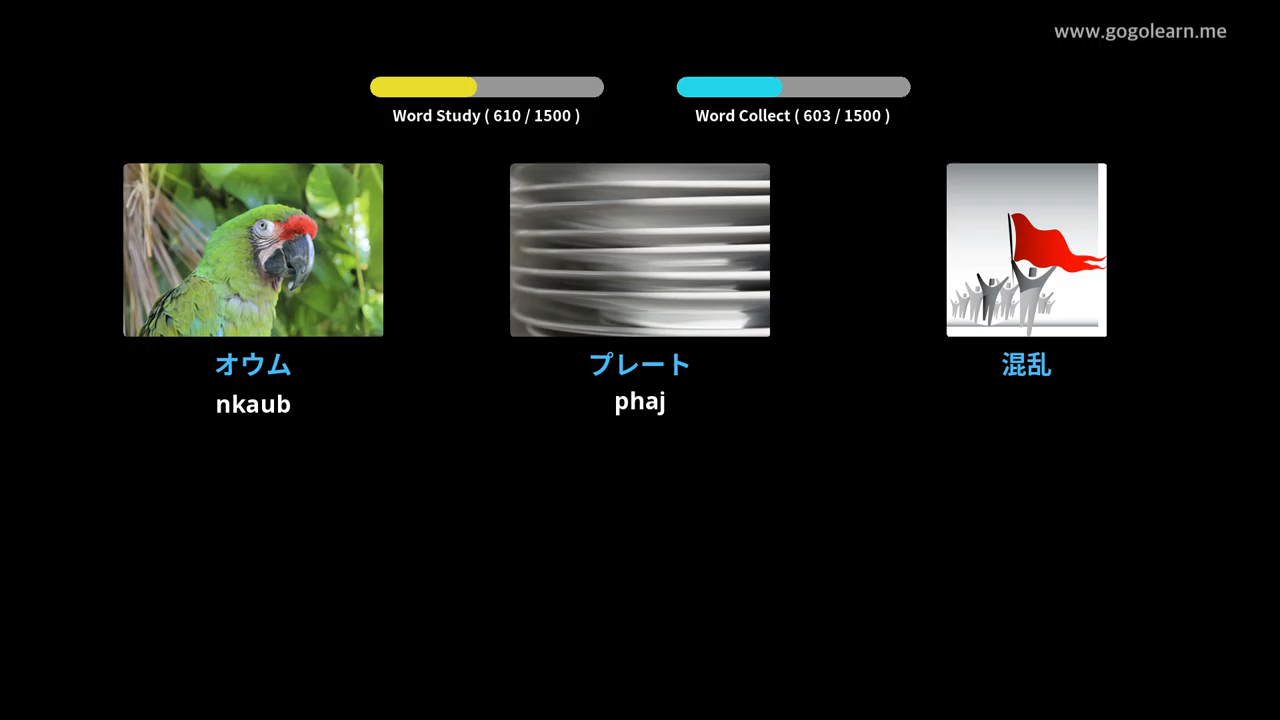 www.gogolearn.me
Word Study ( 610 / 1500 )
Word Collect ( 603 / 1500 )
オウム
プレート
混乱
nkaub
phaj